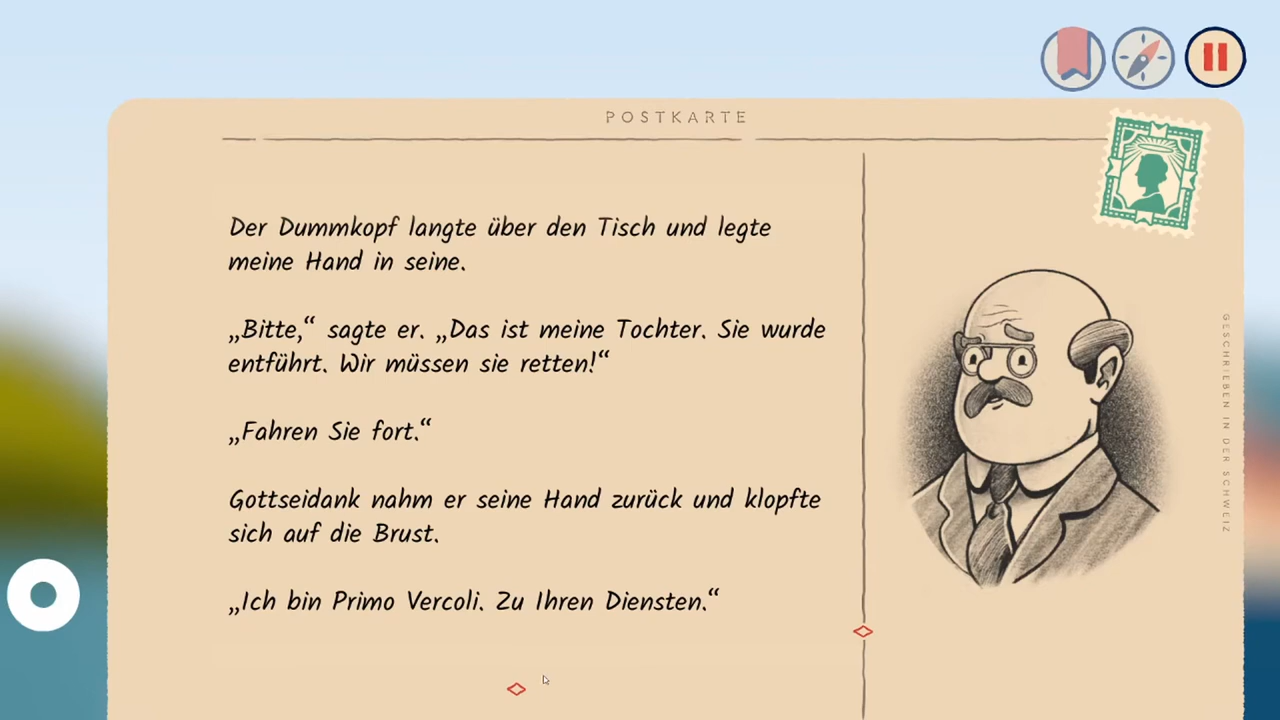 POSTKARTE
Der Dummkopf langte über den Tisch und legte
meine Hand in seine.
„Bitte,“ sagte er. „Das ist meine Tochter. Sie wurde
entführt. Wir müssen sie retten!“
„Fahren Sie fort.“
Gottseidank nahm er seine Hand zurück und klopfte
sich auf die Brust.
„Ich bin Primo Vercoli. Zu Ihren Diensten.“
GESCHRIEBEN IN DER SCHWEIZ